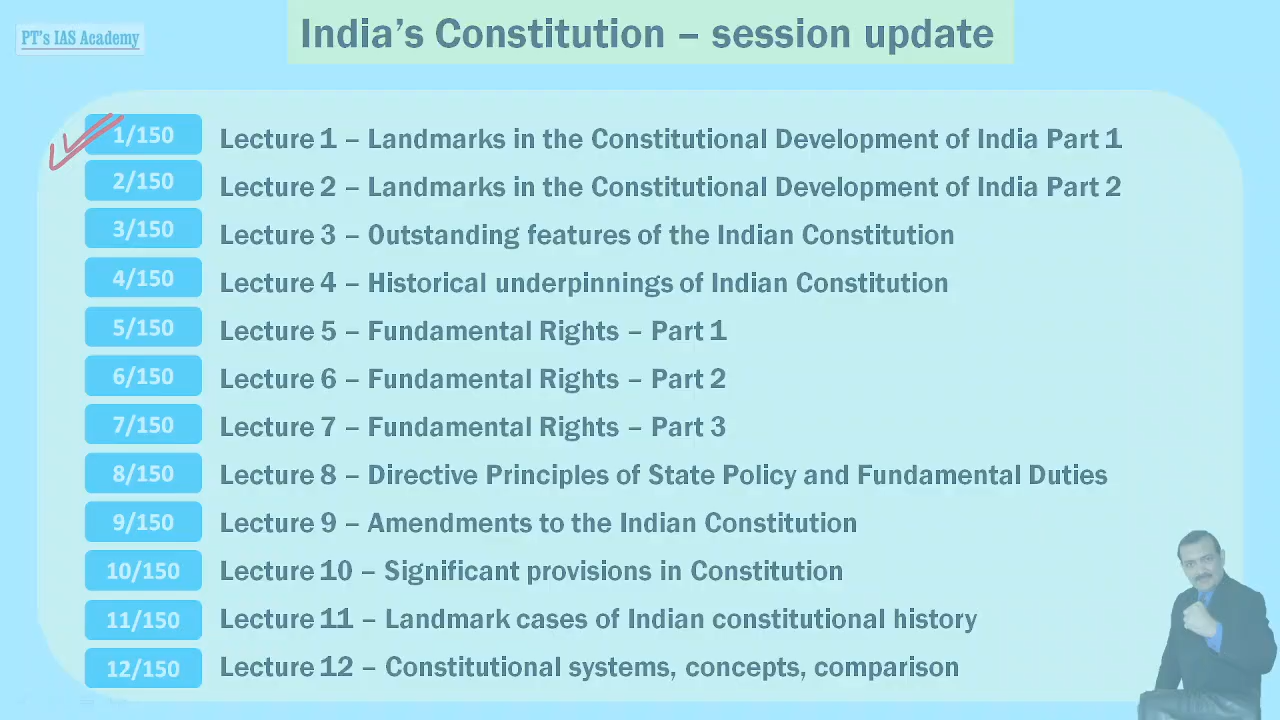 PT's IAS Academy
India's Constitution – session update
1/150 Lecture 1 – Landmarks in the Constitutional Development of India Part 1
2/150 Lecture 2 – Landmarks in the Constitutional Development of India Part 2
3/150 Lecture 3 – Outstanding features of the Indian Constitution
4/150 Lecture 4 – Historical underpinnings of Indian Constitution
5/150 Lecture 5 – Fundamental Rights – Part 1
6/150 Lecture 6 – Fundamental Rights – Part 2
7/150 Lecture 7 – Fundamental Rights – Part 3
8/150 Lecture 8 – Directive Principles of State Policy and Fundamental Duties
9/150 Lecture 9 – Amendments to the Indian Constitution
10/150 Lecture 10 – Significant provisions in Constitution
11/150 Lecture 11 – Landmark cases of Indian constitutional history
12/150 Lecture 12 – Constitutional systems, concepts, comparison